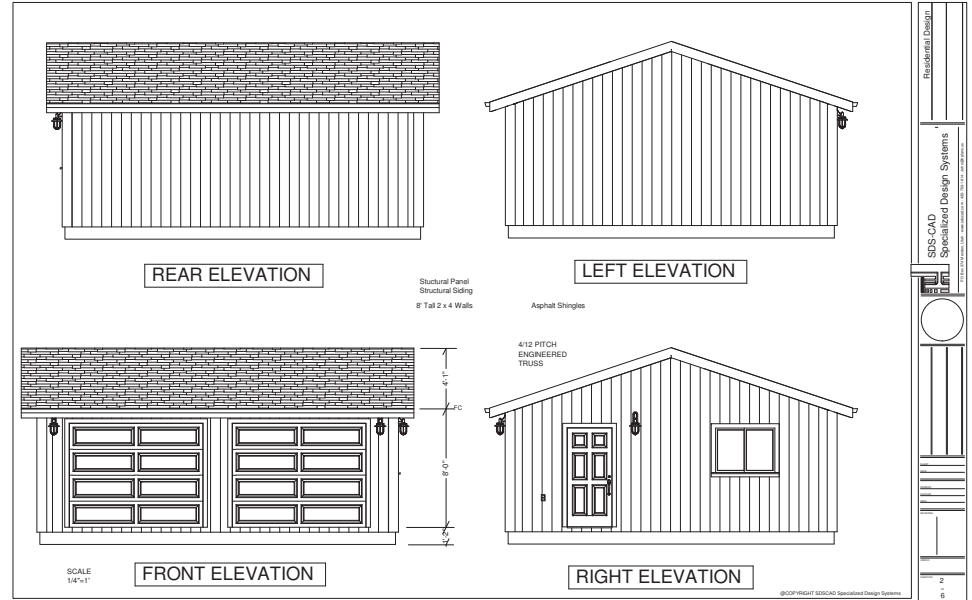 REAR ELEVATION
LEFT ELEVATION
Stuctural Panel
Structural Siding
8' Tall 2 x 4 Walls
Asphalt Shingles
4/12 PITCH
ENGINEERED
TRUSS
4'-1"
FC
8'-0"
1'-2"
SCALE
1/4"=1'
FRONT ELEVATION
RIGHT ELEVATION
@COPYRIGHT SDSCAD Specialized Design Systems
Residential Design
SDS-CAD
Specialized Design Systems
2
-
6